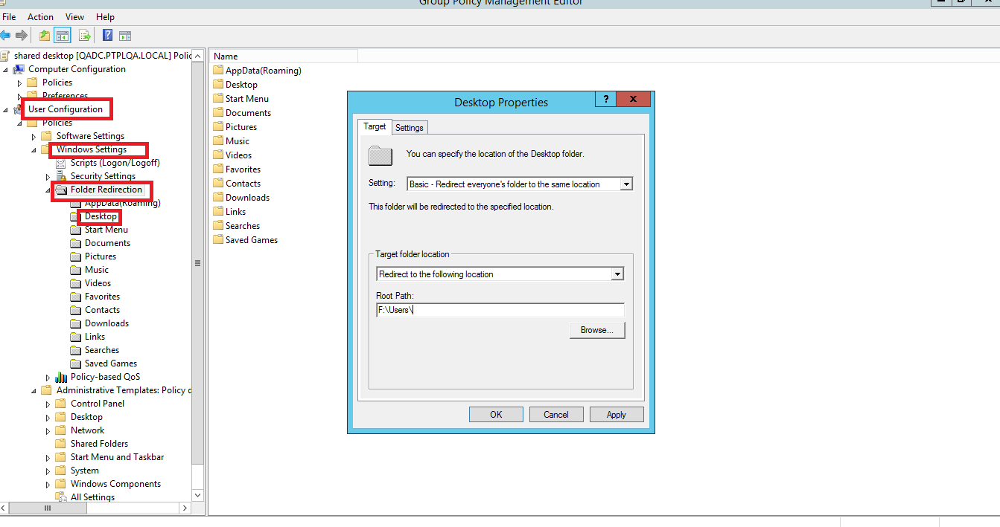 Group Policy Management Editor
File Action View Help
shared desktop [QADC.PTPLQA.LOCAL] Polic
Computer Configuration
Policies
Preferences
User Configuration
Policies
Software Settings
Windows Settings
Scripts (Logon/Logoff)
Security Settings
Folder Redirection
AppData(Roaming)
Desktop
Start Menu
Documents
Pictures
Music
Videos
Favorites
Contacts
Downloads
Links
Searches
Saved Games
Policy-based QoS
Administrative Templates: Policy d
Control Panel
Desktop
Network
Shared Folders
Start Menu and Taskbar
System
Windows Components
All Settings
Name
AppData(Roaming)
Desktop
Start Menu
Documents
Pictures
Music
Videos
Favorites
Contacts
Downloads
Links
Searches
Saved Games
Desktop Properties
Target Settings
You can specify the location of the Desktop folder.
Setting: Basic - Redirect everyone's folder to the same location
This folder will be redirected to the specified location.
Target folder location
Redirect to the following location
Root Path:
F:\Users\
Browse...
OK Cancel Apply